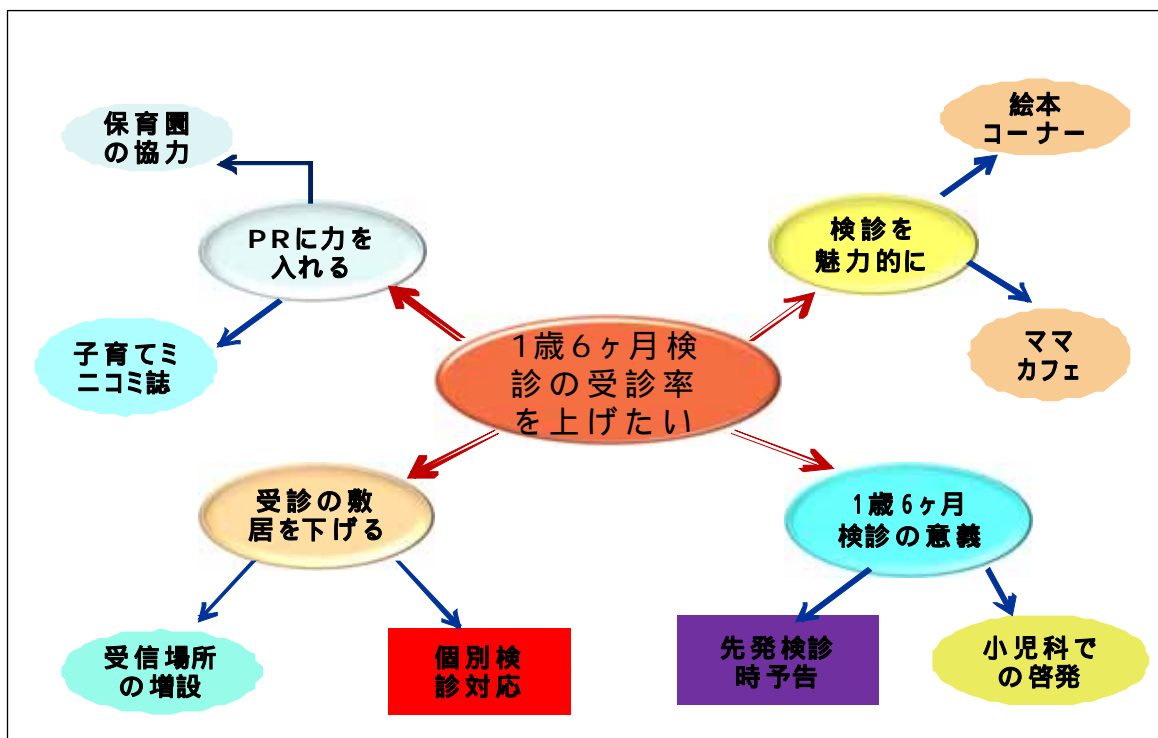 保育園
の協力
絵本
コーナー
PRに力を
入れる
検診を
魅力的に
子育てミ
ニコミ誌
1歳6ヶ月検
診の受診率
を上げたい
ママ
カフェ
受診の敷
居を下げる
1歳6ヶ月
検診の意義
受信場所
の増設
個別検
診対応
先発検診
時予告
小児科で
の啓発